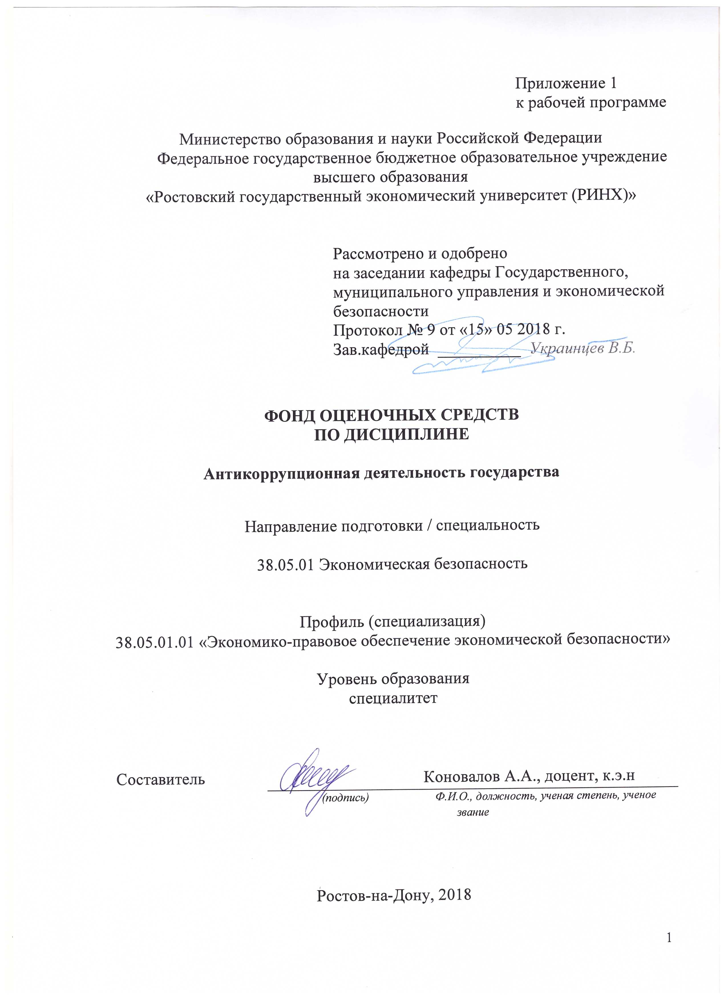 Приложение 1
к рабочей программе
Министерство образования и науки Российской Федерации
Федеральное государственное бюджетное образовательное учреждение
высшего образования
«Ростовский государственный экономический университет (РИНХ)»
Рассмотрено и одобрено
на заседании кафедры Государственного,
муниципального управления и экономической
безопасности
Протокол № 9 от «15» 05 2018 г.
Зав.кафедрой __________ Украинцев В.Б.
ФОНД ОЦЕНОЧНЫХ СРЕДСТВ
ПО ДИСЦИПЛИНЕ
Антикоррупционная деятельность государства
Направление подготовки / специальность
38.05.01 Экономическая безопасность
Профиль (специализация)
38.05.01.01 «Экономико-правовое обеспечение экономической безопасности»
Уровень образования
специалитет
Составитель Коновалов А.А., доцент, к.э.н
(подпись) Ф.И.О., должность, ученая степень, ученое
звание
Ростов-на-Дону, 2018
1